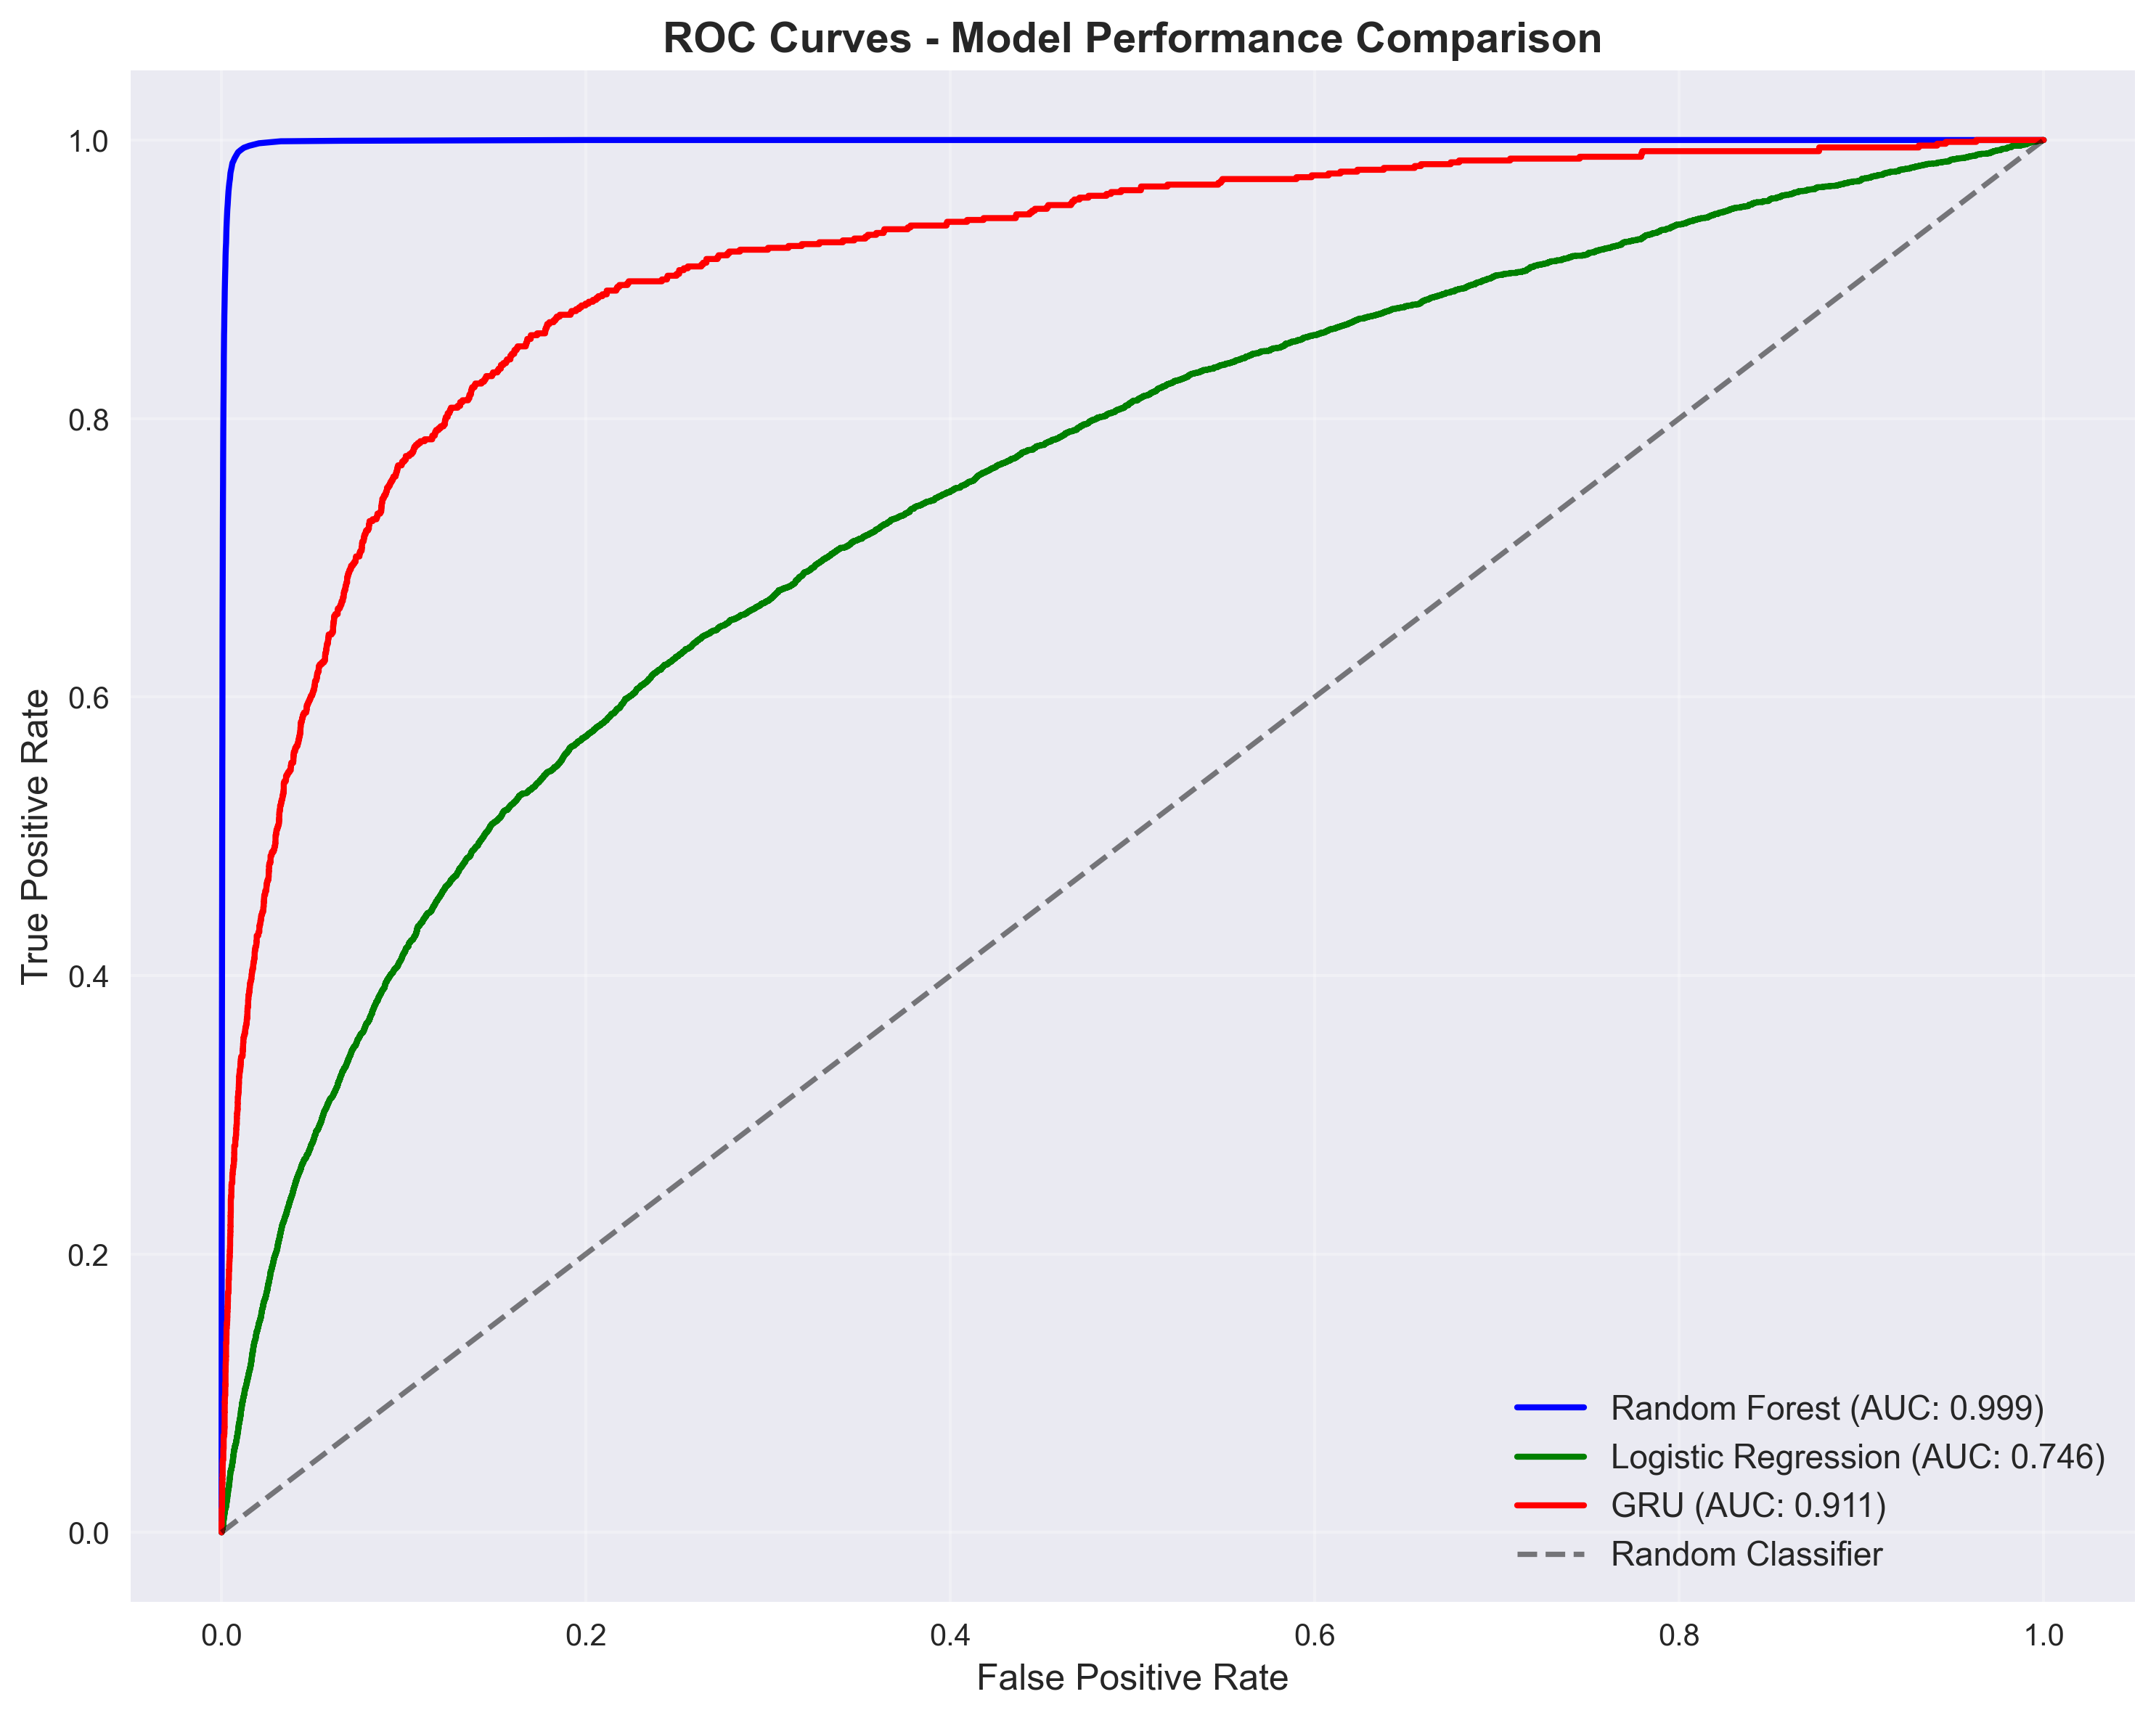 ROC Curves - Model Performance Comparison
True Positive Rate
1.0
0.8
0.6
0.4
0.2
0.0
0.0 0.2 0.4 0.6 0.8 1.0
False Positive Rate
Random Forest (AUC: 0.999)
Logistic Regression (AUC: 0.746)
GRU (AUC: 0.911)
Random Classifier